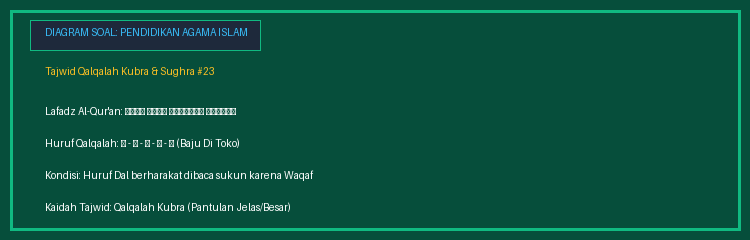 DIAGRAM SOAL: PENDIDIKAN AGAMA ISLAM
Tajwid Qalqalah Kubra & Sughra #23
Lafadz Al-Qur'an:
Huruf Qalqalah: - - - - (Baju Di Toko)
Kondisi: Huruf Dal berharakat dibaca sukun karena Waqaf
Kaidah Tajwid: Qalqalah Kubra (Pantulan Jelas/Besar)